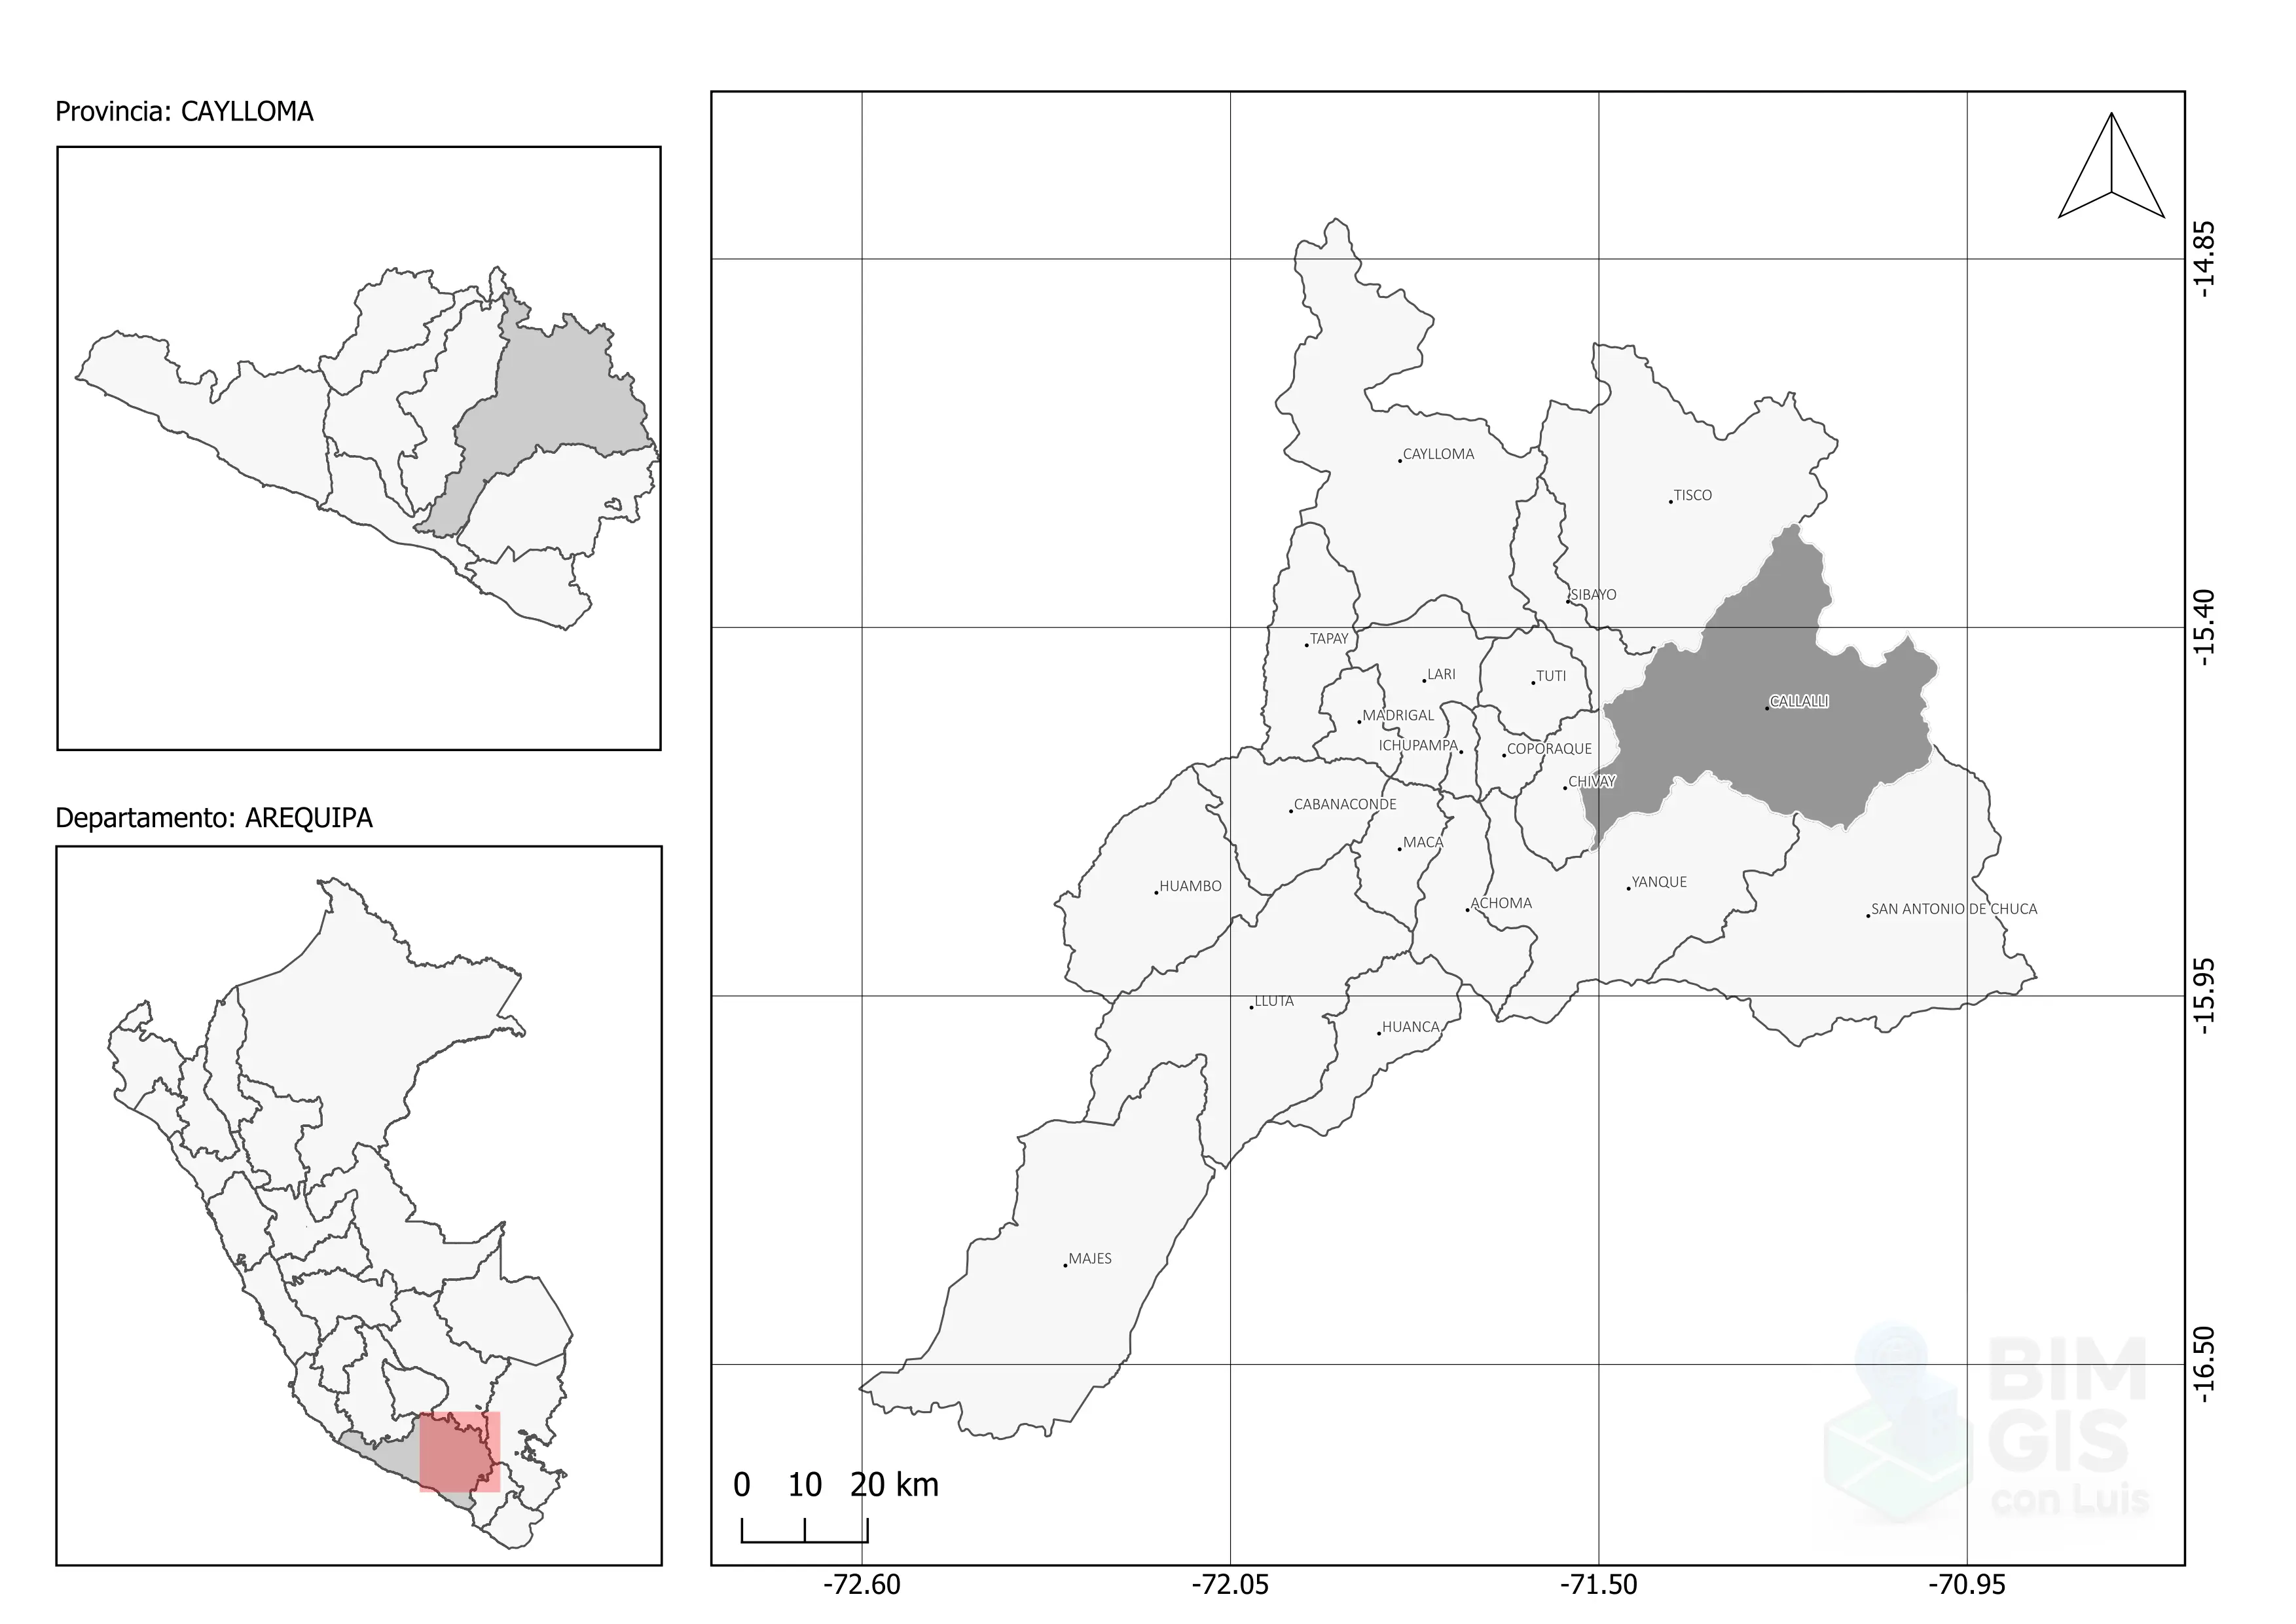 Provincia: CAYLLOMA
Departamento: AREQUIPA
CAYLLOMA
TISCO
SIBAYO
TAPAY
LARI
TUTI
CALLALLI
MADRIGAL
ICHUPAMPA
COPORAQUE
CHIVAY
CABANACONDE
MACA
HUAMBO
YANQUE
ACHOMA
SAN ANTONIO DE CHUCA
LLUTA
HUANCA
MAJES
-14.85
-15.40
-15.95
-16.50
BIM
GIS
con Luis
0 10 20 km
-72.60 -72.05 -71.50 -70.95